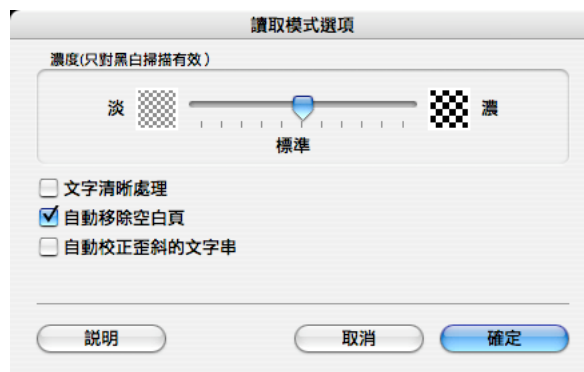 讀取模式選項
濃度(只對黑白掃描有效)
淡 濃
標準
文字清晰處理
自動移除空白頁
自動校正歪斜的文字串
説明 取消 確定